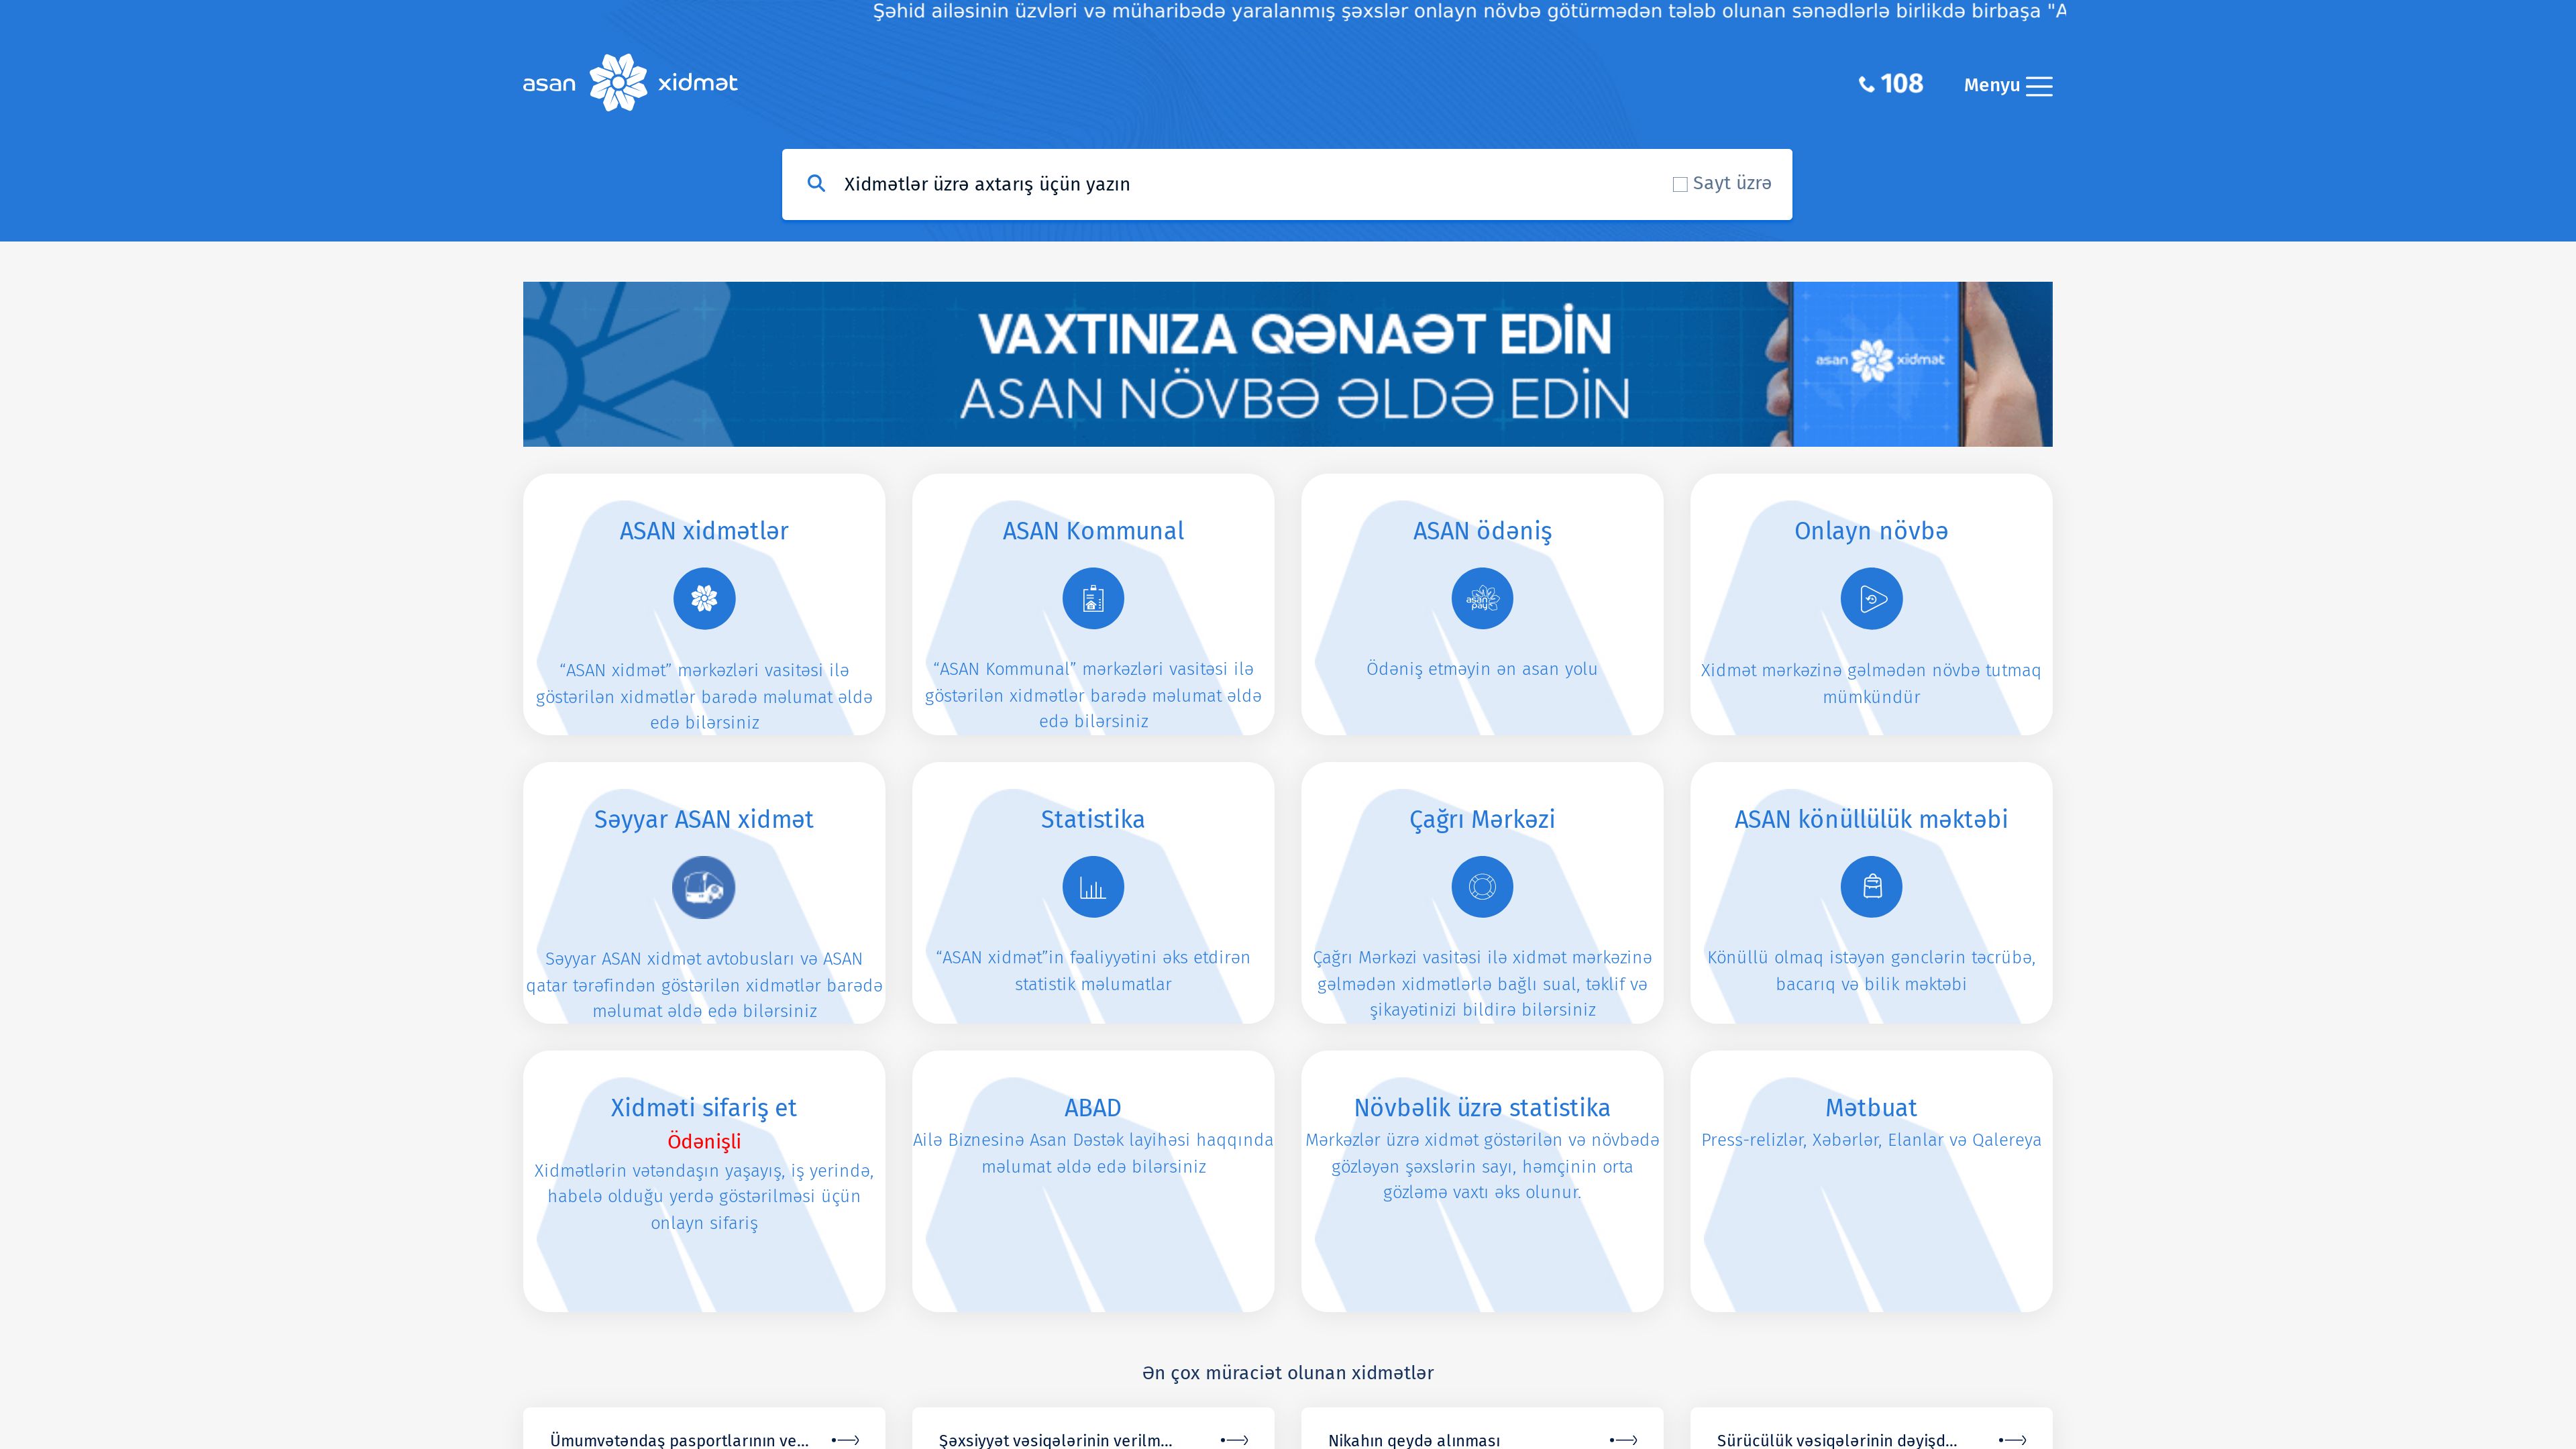 Şəhid ailəsinin üzvləri və müharibədə yaralanmış şəxslər onlayn növbə götürmədən tələb olunan sənədlərlə birlikdə birbaşa "A
asan xidmət
108
Menyu
Xidmətlər üzrə axtarış üçün yazın
Sayt üzrə
VAXTINIZA QƏNAƏT EDİN
ASAN NÖVBƏ ƏLDƏ EDİN
asan xidmət
ASAN xidmətlər
“ASAN xidmət” mərkəzləri vasitəsi ilə
göstərilən xidmətlər barədə məlumat əldə
edə bilərsiniz
ASAN Kommunal
“ASAN Kommunal” mərkəzləri vasitəsi ilə
göstərilən xidmətlər barədə məlumat əldə
edə bilərsiniz
ASAN ödəniş
asan
pay
Ödəniş etməyin ən asan yolu
Onlayn növbə
Xidmət mərkəzinə gəlmədən növbə tutmaq
mümkündür
Səyyar ASAN xidmət
Səyyar ASAN xidmət avtobusları və ASAN
qatar tərəfindən göstərilən xidmətlər barədə
məlumat əldə edə bilərsiniz
Statistika
“ASAN xidmət”in fəaliyyətini əks etdirən
statistik məlumatlar
Çağrı Mərkəzi
Çağrı Mərkəzi vasitəsi ilə xidmət mərkəzinə
gəlmədən xidmətlərlə bağlı sual, təklif və
şikayətinizi bildirə bilərsiniz
ASAN könüllülük məktəbi
Könüllü olmaq istəyən gənclərin təcrübə,
bacarıq və bilik məktəbi
Xidməti sifariş et
Ödənişli
Xidmətlərin vətəndaşın yaşayış, iş yerində,
habelə olduğu yerdə göstərilməsi üçün
onlayn sifariş
ABAD
Ailə Biznesinə Asan Dəstək layihəsi haqqında
məlumat əldə edə bilərsiniz
Növbəlik üzrə statistika
Mərkəzlər üzrə xidmət göstərilən və növbədə
gözləyən şəxslərin sayı, həmçinin orta
gözləmə vaxtı əks olunur.
Mətbuat
Press-relizlər, Xəbərlər, Elanlar və Qalereya
Ən çox müraciət olunan xidmətlər
Ümumvətəndaş pasportlarının ve...
Şəxsiyyət vəsiqələrinin verilm...
Nikahın qeydə alınması
Sürücülük vəsiqələrinin dəyişd...